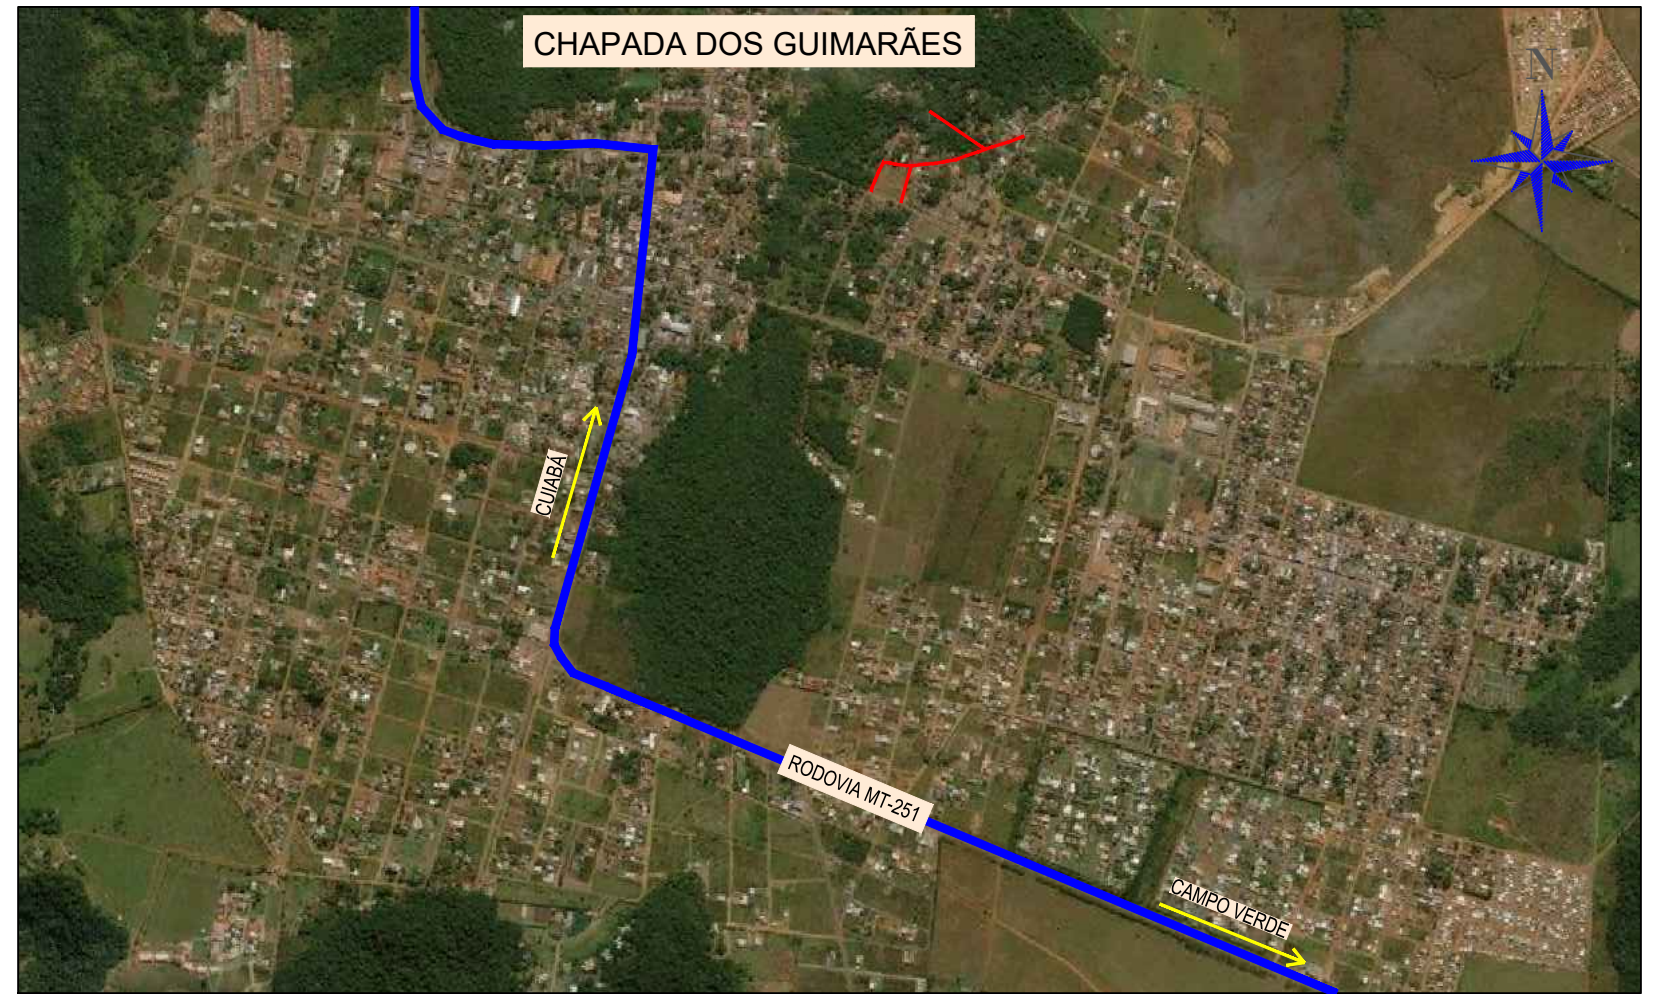 CHAPADA DOS GUIMARÃES
N
CUIABÁ
RODOVIA MT-251
CAMPO VERDE